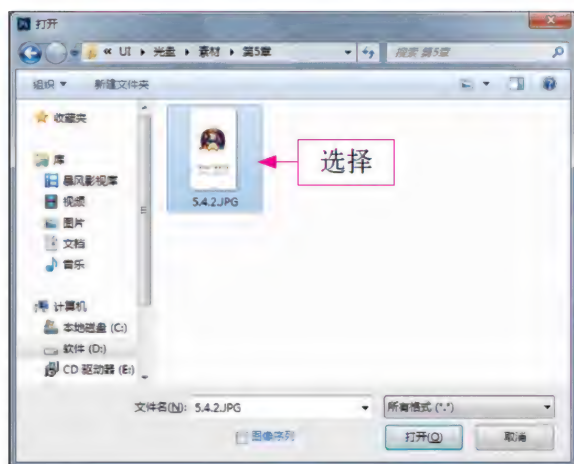 打开
« UI ▸ 光盘 ▸ 素材 ▸ 第5章
搜索 第5章
组织 新建文件夹
收藏夹
库
暴风影视库
视频
图片
文档
音乐
计算机
本地磁盘 (C:)
软件 (D:)
CD 驱动器 (E:)
5.4.2.JPG
选择
文件名(N): 5.4.2.JPG
所有格式 (*.*)
图像序列
打开(O)
取消